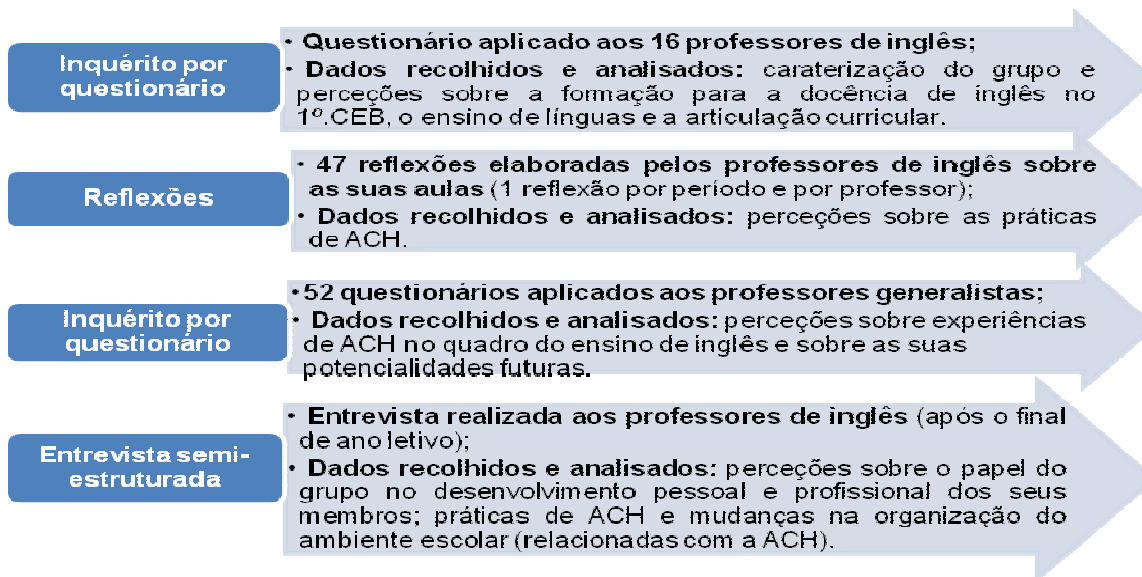 Inquérito por
questionário
• Questionário aplicado aos 16 professores de inglês;
• Dados recolhidos e analisados: caraterização do grupo e
perceções sobre a formação para a docência de inglês no
1º.CEB, o ensino de línguas e a articulação curricular.
Reflexões
• 47 reflexões elaboradas pelos professores de inglês sobre
as suas aulas (1 reflexão por período e por professor);
• Dados recolhidos e analisados: perceções sobre as práticas
de ACH.
Inquérito por
questionário
• 52 questionários aplicados aos professores generalistas;
• Dados recolhidos e analisados: perceções sobre experiências
de ACH no quadro do ensino de inglês e sobre as suas
potencialidades futuras.
Entrevista semi-
estruturada
• Entrevista realizada aos professores de inglês (após o final
de ano letivo);
• Dados recolhidos e analisados: perceções sobre o papel do
grupo no desenvolvimento pessoal e profissional dos seus
membros; práticas de ACH e mudanças na organização do
ambiente escolar (relacionadas com a ACH).